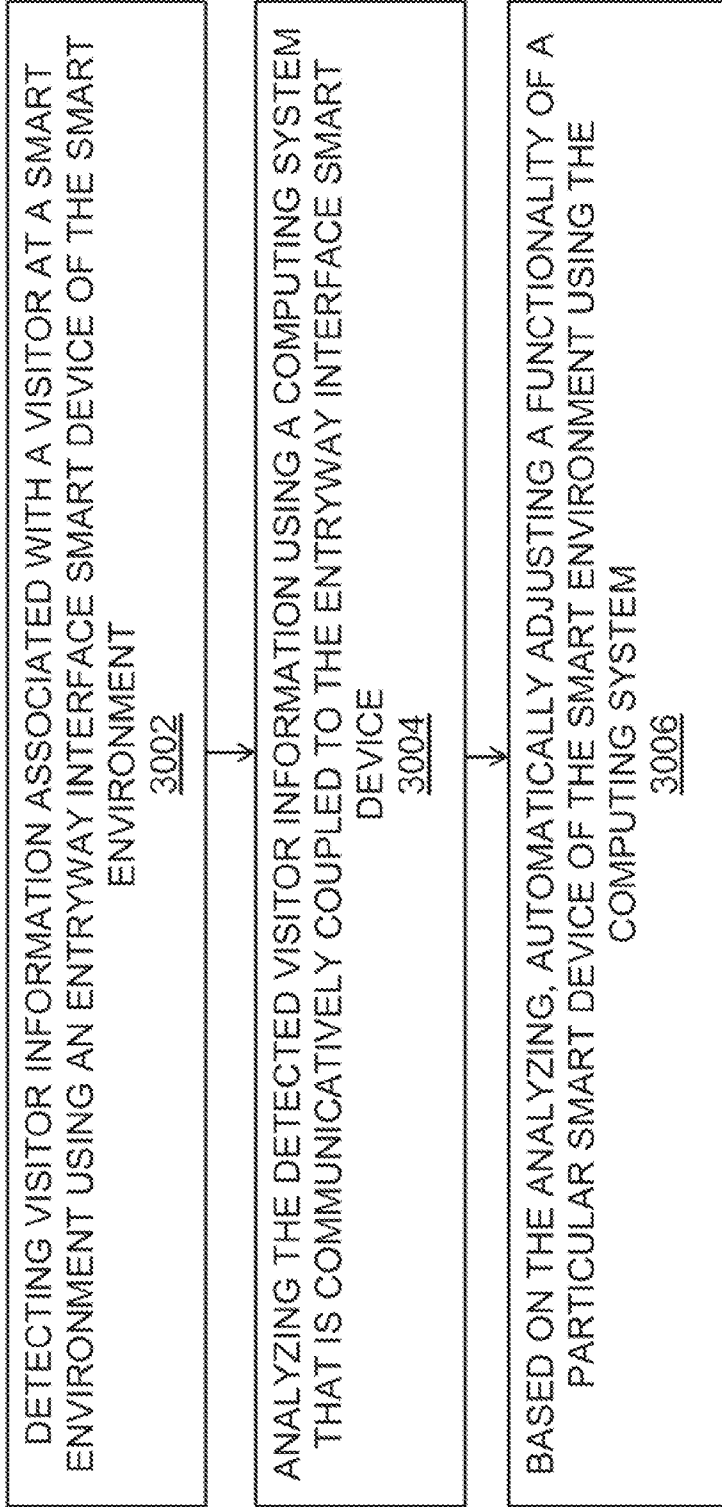 DETECTING VISITOR INFORMATION ASSOCIATED WITH A VISITOR AT A SMART
ENVIRONMENT USING AN ENTRYWAY INTERFACE SMART DEVICE OF THE SMART
ENVIRONMENT
3002
ANALYZING THE DETECTED VISITOR INFORMATION USING A COMPUTING SYSTEM
THAT IS COMMUNICATIVELY COUPLED TO THE ENTRYWAY INTERFACE SMART
DEVICE
3004
BASED ON THE ANALYZING, AUTOMATICALLY ADJUSTING A FUNCTIONALITY OF A
PARTICULAR SMART DEVICE OF THE SMART ENVIRONMENT USING THE
COMPUTING SYSTEM
3006